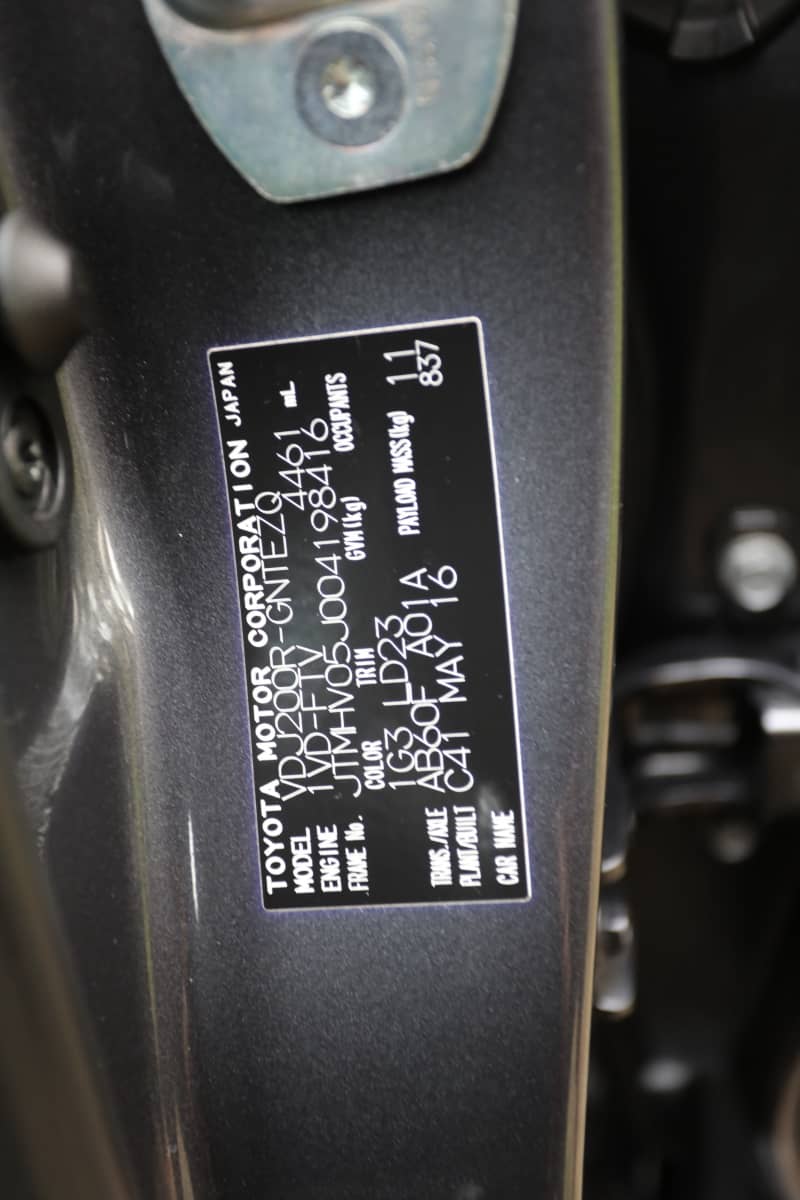 TOYOTA MOTOR CORPORATION JAPAN
MODEL VDJ200R-GNTEZQ
ENGINE 1VD-FTV 4461 mL
FRAME No. JTMHV05J004198416
COLOR TRIM GVM(kg) OCCUPANTS
1G3 LD23
TRANS./AXLE AB60F A01A PAYLOAD MASS(kg) 11
PLANT/BUILT C41 MAY 16 837
CAR NAME